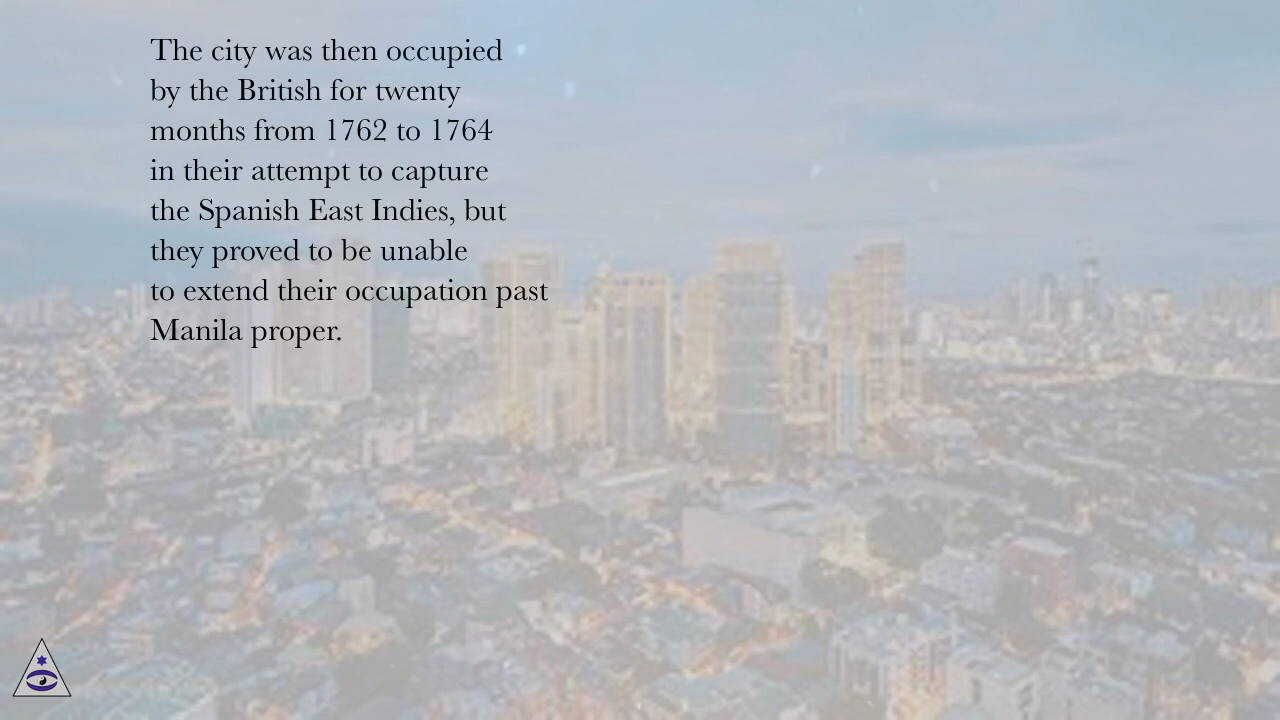 The city was then occupied
by the British for twenty
months from 1762 to 1764
in their attempt to capture
the Spanish East Indies, but
they proved to be unable
to extend their occupation past
Manila proper.